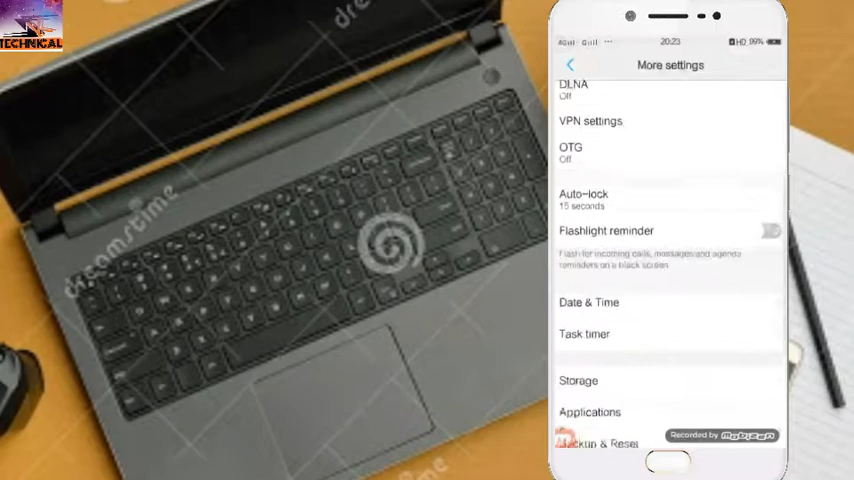 TECHNICAL
dreamstime
4G 20:23 HD 99%
More settings
DLNA
Off
VPN settings
OTG
Off
Auto-lock
15 seconds
Flashlight reminder
Flash for incoming calls, messages and agenda
reminders on a black screen
Date & Time
Task timer
Storage
Applications
Recorded by mobizen
Backup & Reset